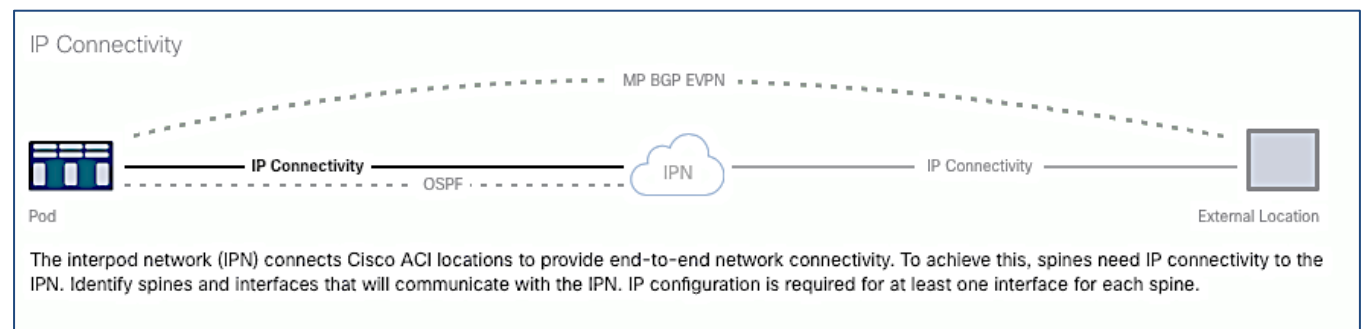 IP Connectivity
MP BGP EVPN
IP Connectivity
IPN
IP Connectivity
OSPF
Pod
External Location
The interpod network (IPN) connects Cisco ACI locations to provide end-to-end network connectivity. To achieve this, spines need IP connectivity to the
IPN. Identify spines and interfaces that will communicate with the IPN. IP configuration is required for at least one interface for each spine.